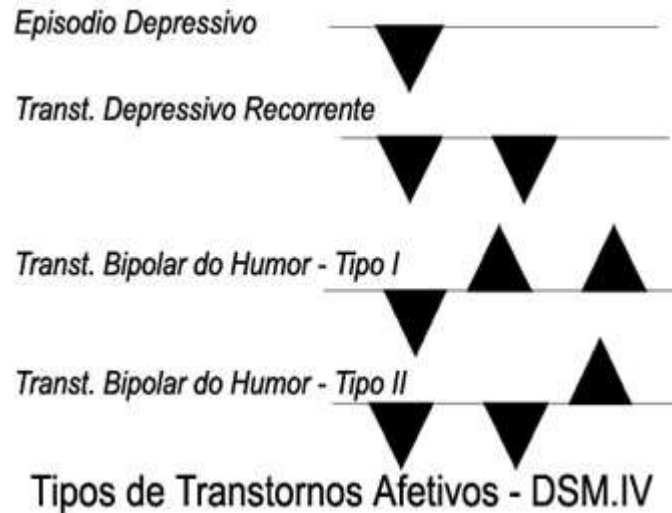 Episodio Depressivo
Transt. Depressivo Recorrente
Transt. Bipolar do Humor - Tipo I
Transt. Bipolar do Humor - Tipo II
Tipos de Transtornos Afetivos - DSM.IV